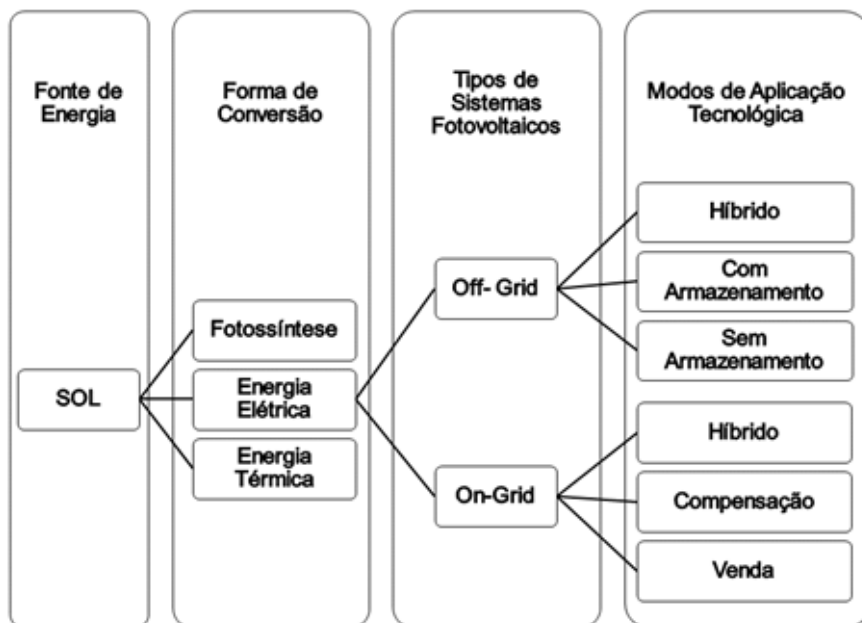 Fonte de
Energia
Forma de
Conversão
Tipos de
Sistemas
Fotovoltaicos
Modos de Aplicação
Tecnológica
SOL
Fotossíntese
Energia
Elétrica
Energia
Térmica
Off- Grid
On-Grid
Híbrido
Com
Armazenamento
Sem
Armazenamento
Híbrido
Compensação
Venda